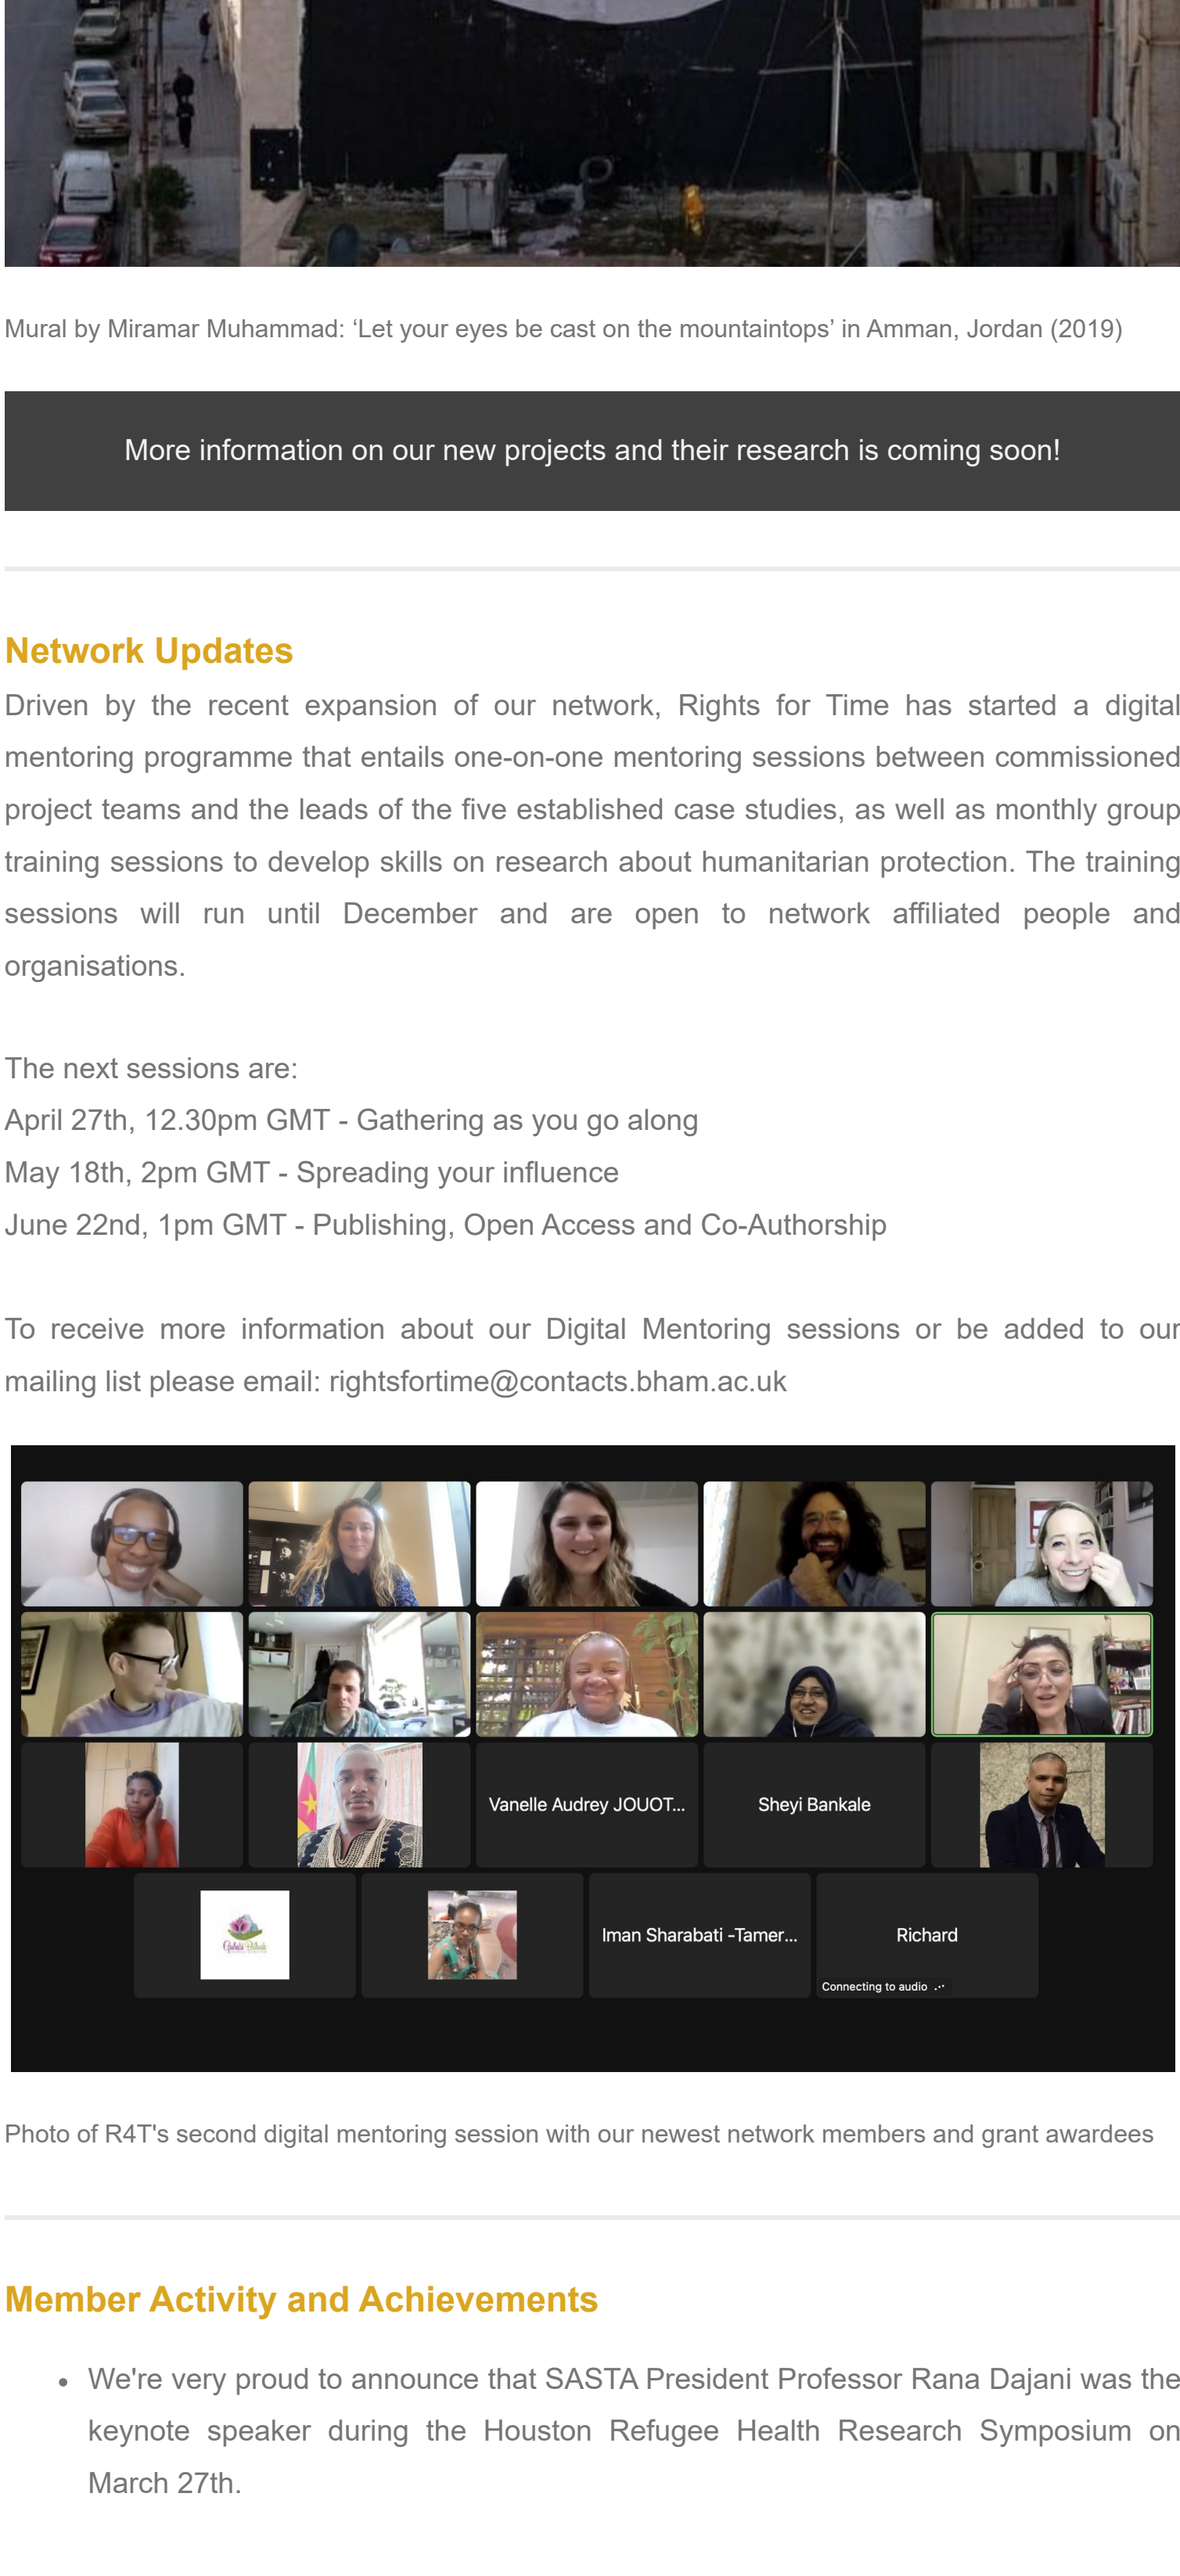 Mural by Miramar Muhammad: ‘Let your eyes be cast on the mountaintops’ in Amman, Jordan (2019)
More information on our new projects and their research is coming soon!
Network Updates
Driven by the recent expansion of our network, Rights for Time has started a digital
mentoring programme that entails one-on-one mentoring sessions between commissioned
project teams and the leads of the five established case studies, as well as monthly group
training sessions to develop skills on research about humanitarian protection. The training
sessions will run until December and are open to network affiliated people and
organisations.
The next sessions are:
April 27th, 12.30pm GMT - Gathering as you go along
May 18th, 2pm GMT - Spreading your influence
June 22nd, 1pm GMT - Publishing, Open Access and Co-Authorship
To receive more information about our Digital Mentoring sessions or be added to our
mailing list please email: rightsfortime@contacts.bham.ac.uk
Vanelle Audrey JOUOT...
Sheyi Bankale
Iman Sharabati -Tamer...
Richard
Connecting to audio
Photo of R4T's second digital mentoring session with our newest network members and grant awardees
Member Activity and Achievements
• We're very proud to announce that SASTA President Professor Rana Dajani was the
keynote speaker during the Houston Refugee Health Research Symposium on
March 27th.